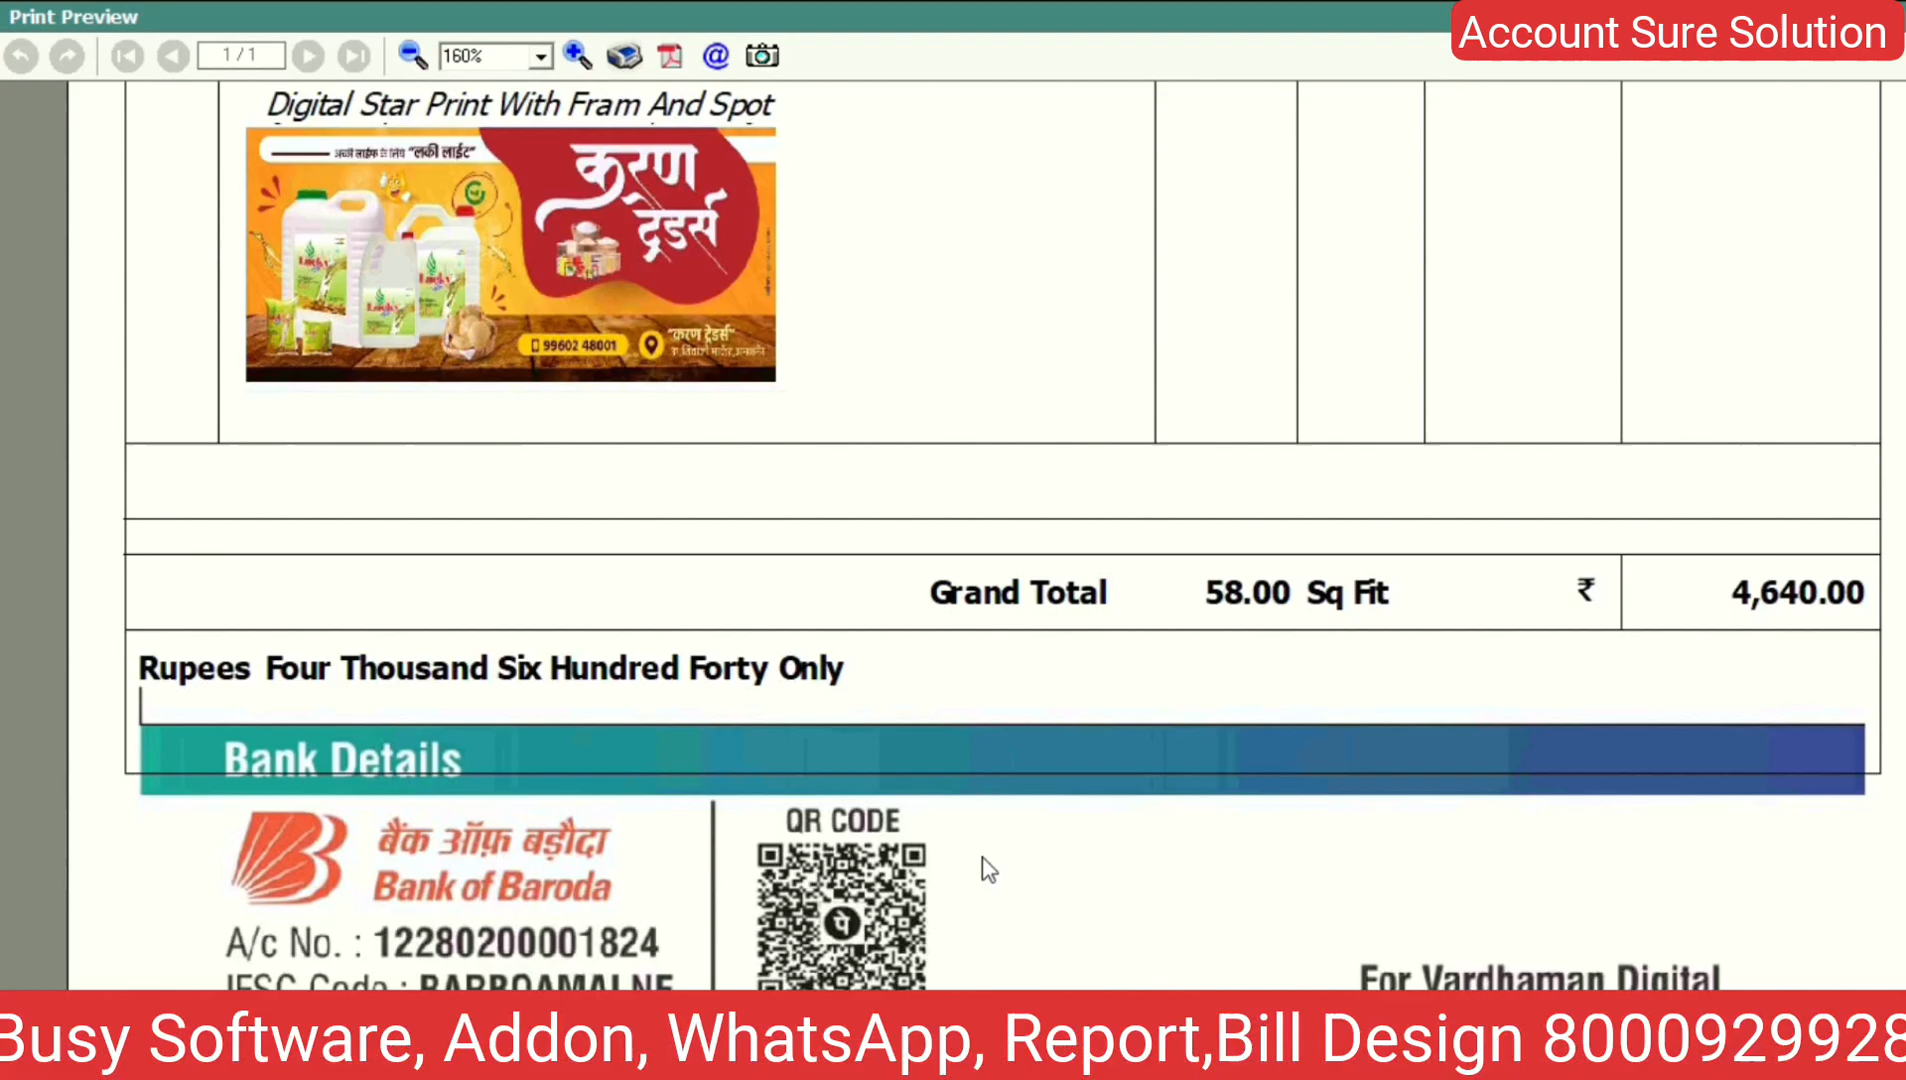 Print Preview
Account Sure Solution
1 / 1
160%
Digital Star Print With Fram And Spot
"लकी लाईट"
करण
ट्रेडर्स
99602 48001
"करण ट्रेडर्स"
Grand Total 58.00 Sq Fit ₹ 4,640.00
Rupees Four Thousand Six Hundred Forty Only
Bank Details
बैंक ऑफ़ बड़ौदा
Bank of Baroda
QR CODE
पे
A/c No. : 12280200001824
IFSC Code : BARB0AMALNE
For Vardhaman Digital
Busy Software, Addon, WhatsApp, Report,Bill Design 8000929928